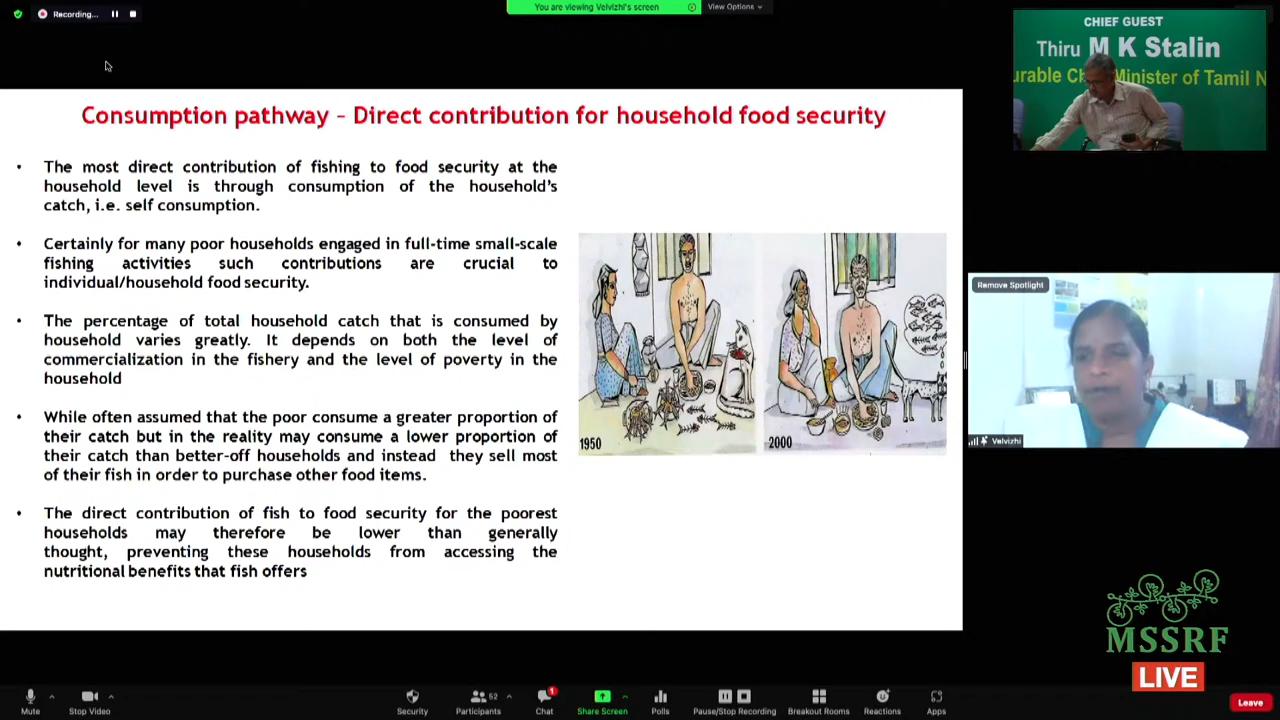 Recording...
You are viewing Velvizhi's screen
View Options
CHIEF GUEST
Thiru M K Stalin
urable Ch Minister of Tamil N
Consumption pathway – Direct contribution for household food security
• The most direct contribution of fishing to food security at the
household level is through consumption of the household's
catch, i.e. self consumption.
• Certainly for many poor households engaged in full-time small-scale
fishing activities such contributions are crucial to
individual/household food security.
• The percentage of total household catch that is consumed by
household varies greatly. It depends on both the level of
commercialization in the fishery and the level of poverty in the
household
• While often assumed that the poor consume a greater proportion of
their catch but in the reality may consume a lower proportion of
their catch than better-off households and instead they sell most
of their fish in order to purchase other food items.
• The direct contribution of fish to food security for the poorest
households may therefore be lower than generally
thought, preventing these households from accessing the
nutritional benefits that fish offers
1950
2000
Remove Spotlight
Velvizhi
MSSRF
LIVE
Mute
Stop Video
Security
52
Participants
1
Chat
Share Screen
Polls
Pause/Stop Recording
Breakout Rooms
Reactions
Apps
Leave